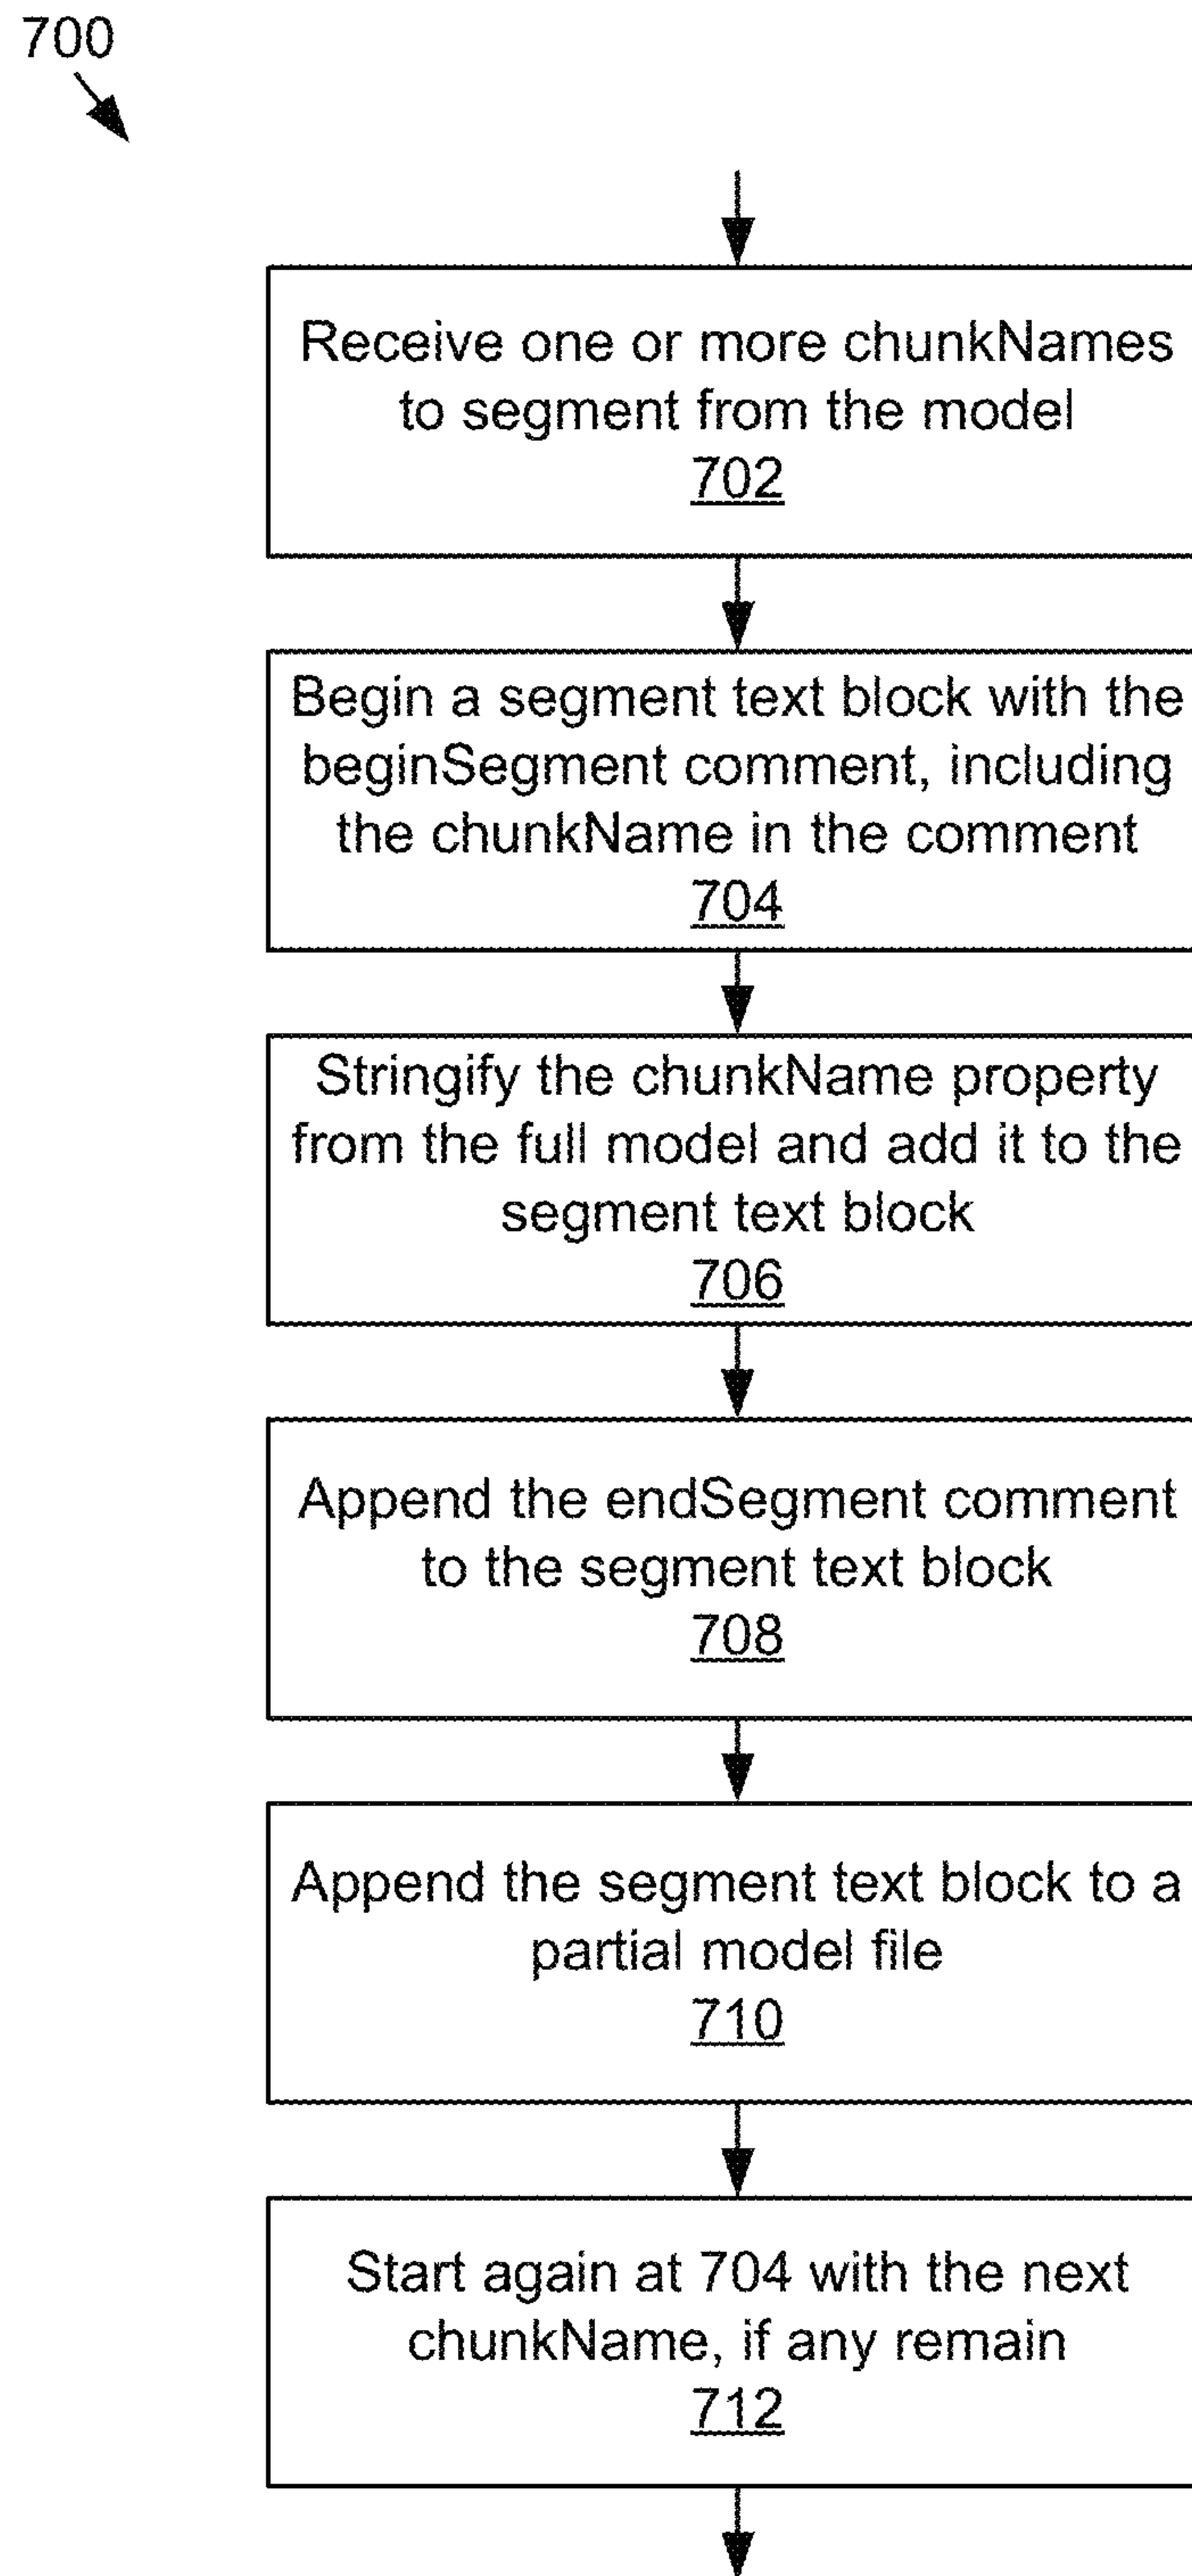 700
Receive one or more chunkNames
to segment from the model
702
Begin a segment text block with the
beginSegment comment, including
the chunkName in the comment
704
Stringify the chunkName property
from the full model and add it to the
segment text block
706
Append the endSegment comment
to the segment text block
708
Append the segment text block to a
partial model file
710
Start again at 704 with the next
chunkName, if any remain
712